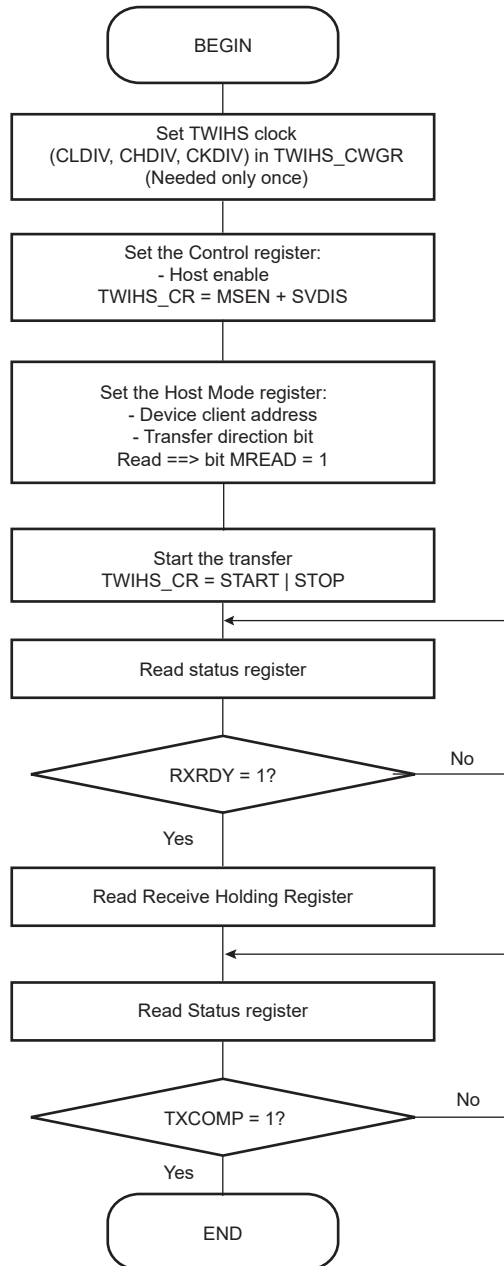 BEGIN
Set TWIHS clock
(CLDIV, CHDIV, CKDIV) in TWIHS_CWGR
(Needed only once)
Set the Control register:
- Host enable
TWIHS_CR = MSEN + SVDIS
Set the Host Mode register:
- Device client address
- Transfer direction bit
Read ==> bit MREAD = 1
Start the transfer
TWIHS_CR = START | STOP
Read status register
RXRDY = 1?
No
Yes
Read Receive Holding Register
Read Status register
TXCOMP = 1?
No
Yes
END